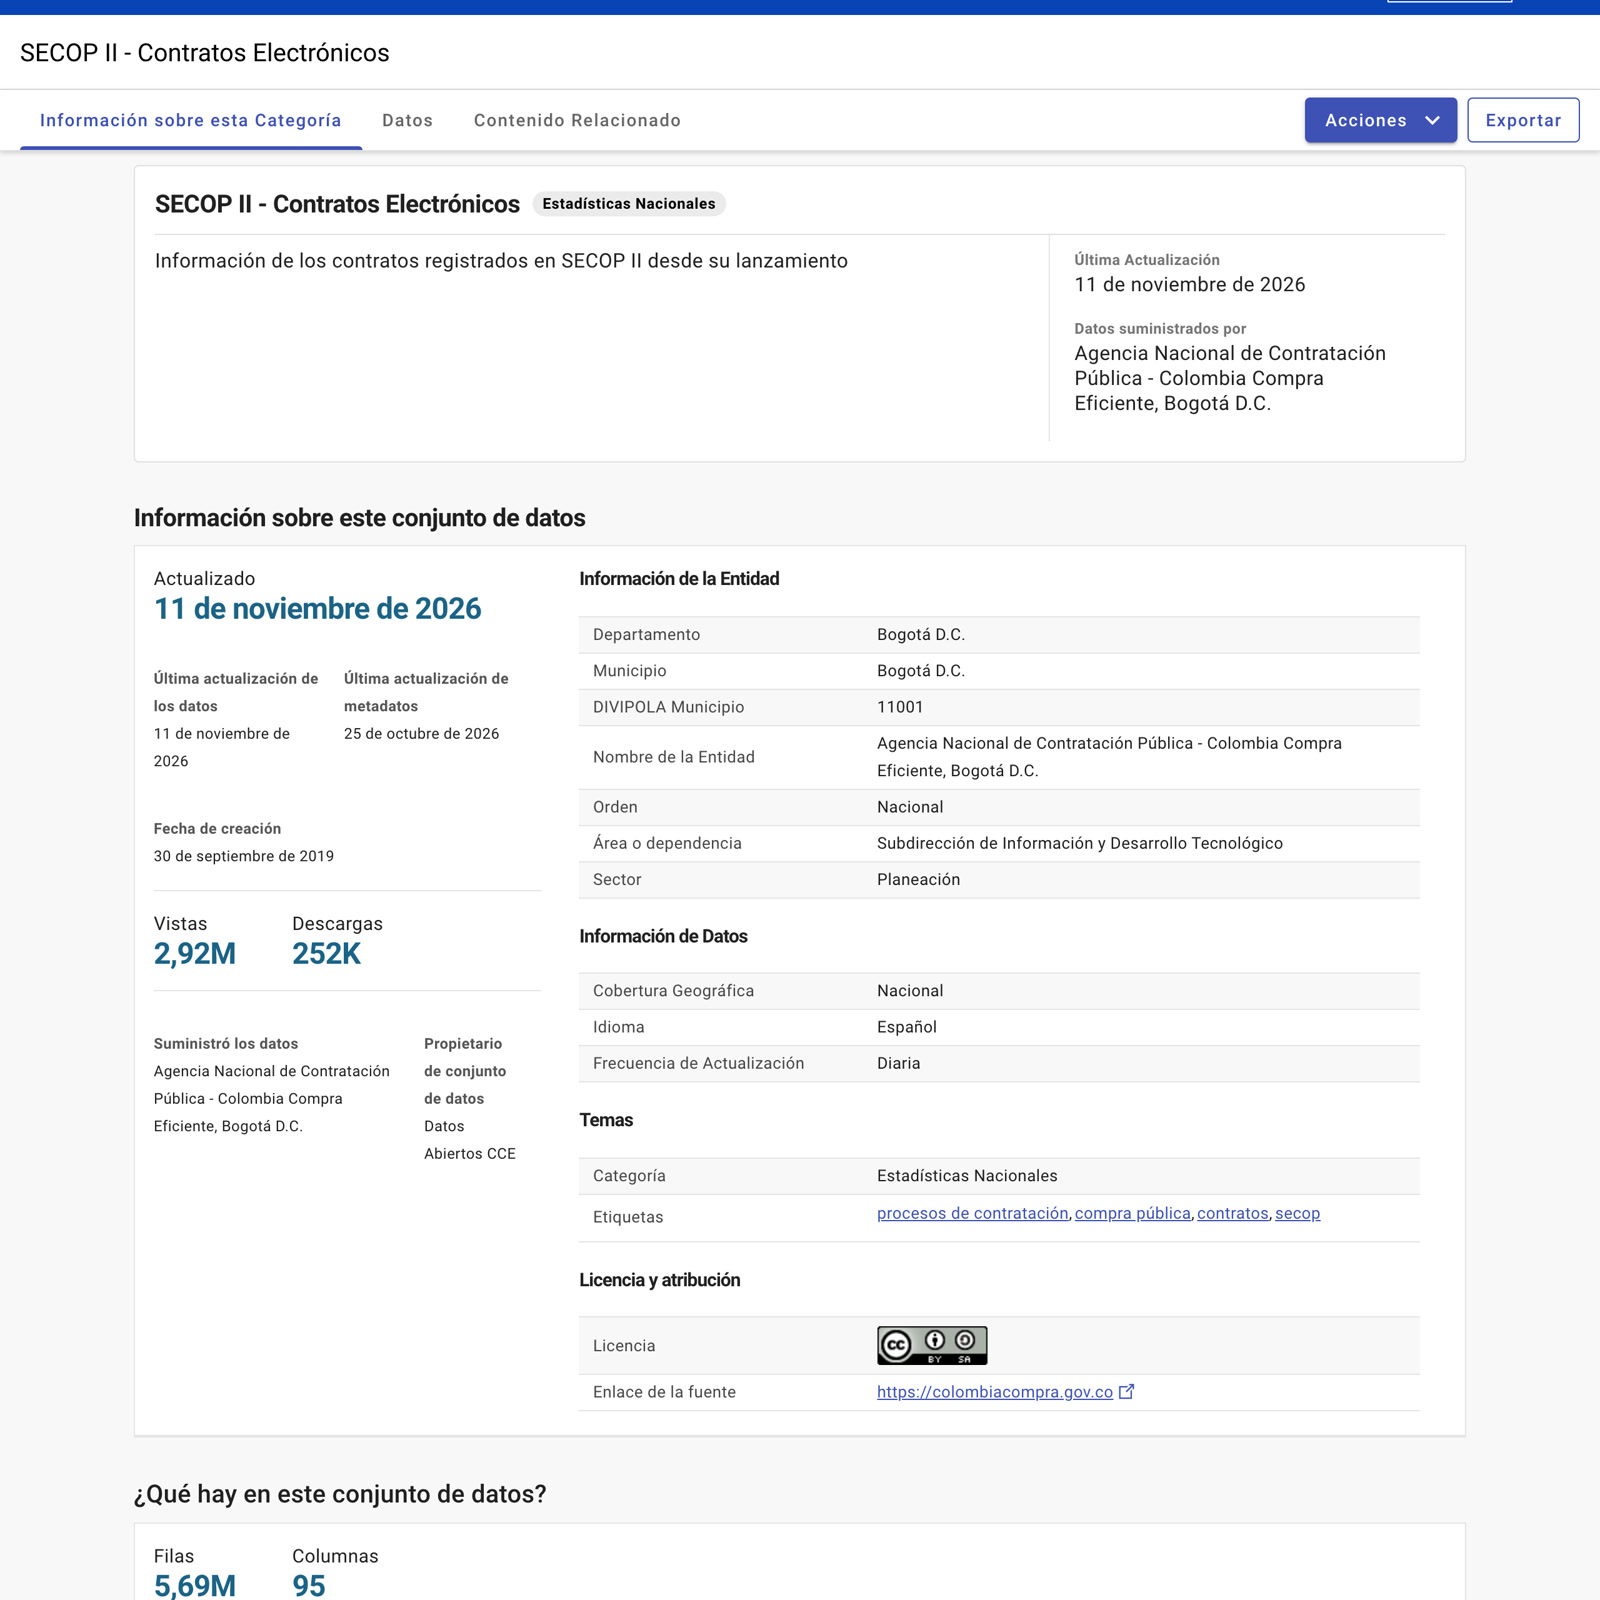 SECOP II - Contratos Electrónicos
Información sobre esta Categoría
Datos
Contenido Relacionado
Acciones
Exportar
SECOP II - Contratos Electrónicos
Estadísticas Nacionales
Información de los contratos registrados en SECOP II desde su lanzamiento
Última Actualización
11 de noviembre de 2026
Datos suministrados por
Agencia Nacional de Contratación
Pública - Colombia Compra
Eficiente, Bogotá D.C.
Información sobre este conjunto de datos
Actualizado
11 de noviembre de 2026
Última actualización de
los datos
11 de noviembre de
2026
Última actualización de
metadatos
25 de octubre de 2026
Fecha de creación
30 de septiembre de 2019
Vistas
2,92M
Descargas
252K
Suministró los datos
Agencia Nacional de Contratación
Pública - Colombia Compra
Eficiente, Bogotá D.C.
Propietario
de conjunto
de datos
Datos
Abiertos CCE
Información de la Entidad
Departamento Bogotá D.C.
Municipio Bogotá D.C.
DIVIPOLA Municipio 11001
Nombre de la Entidad Agencia Nacional de Contratación Pública - Colombia Compra
Eficiente, Bogotá D.C.
Orden Nacional
Área o dependencia Subdirección de Información y Desarrollo Tecnológico
Sector Planeación
Información de Datos
Cobertura Geográfica Nacional
Idioma Español
Frecuencia de Actualización Diaria
Temas
Categoría Estadísticas Nacionales
Etiquetas procesos de contratación, compra pública, contratos, secop
Licencia y atribución
Licencia cc BY SA
Enlace de la fuente https://colombiacompra.gov.co
¿Qué hay en este conjunto de datos?
Filas
5,69M
Columnas
95